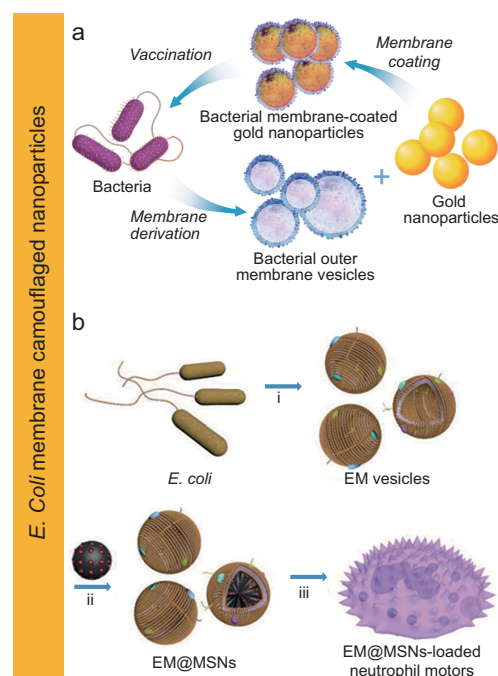 E. Coli membrane camouflaged nanoparticles
a
Vaccination
Membrane
coating
Bacterial membrane-coated
gold nanoparticles
Bacteria
+
Gold
nanoparticles
Membrane
derivation
Bacterial outer
membrane vesicles
b
i
E. coli
EM vesicles
ii
iii
EM@MSNs
EM@MSNs-loaded
neutrophil motors